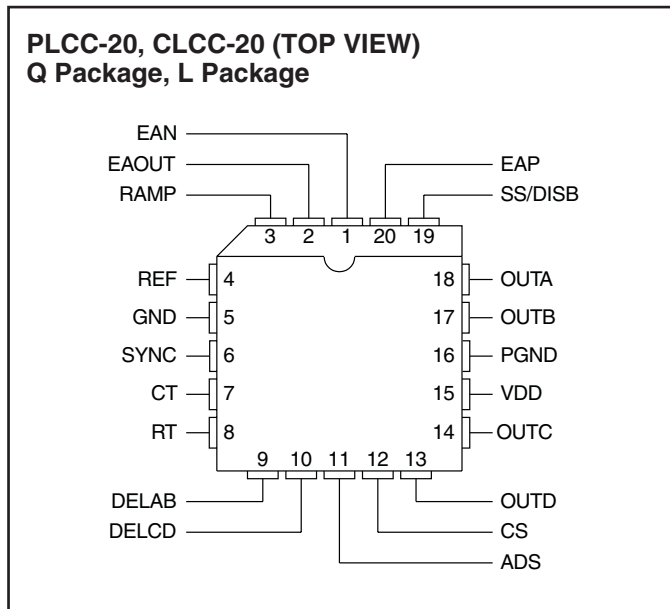 PLCC-20, CLCC-20 (TOP VIEW)
Q Package, L Package
EAN
EAOUT
EAP
RAMP
SS/DISB
3 2 1 20 19
REF 4 18 OUTA
GND 5 17 OUTB
SYNC 6 16 PGND
CT 7 15 VDD
RT 8 14 OUTC
9 10 11 12 13
DELAB OUTD
DELCD CS
ADS